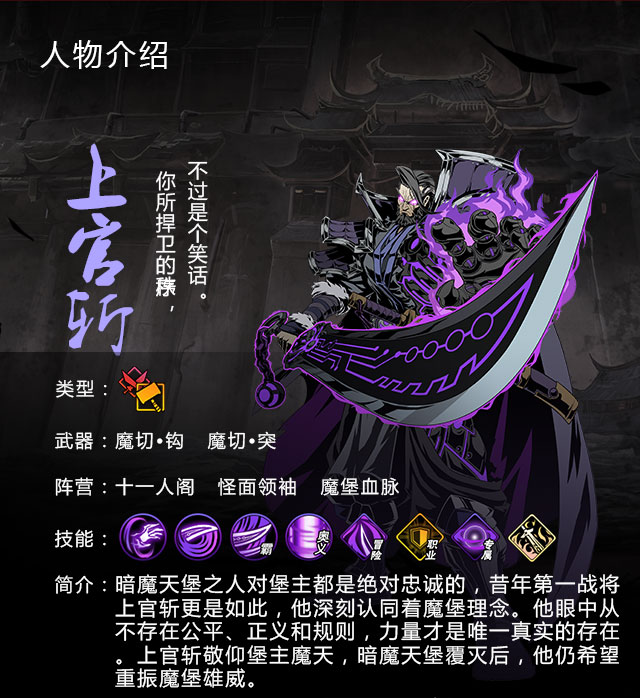 人物介绍
上官斩
你所捍卫的秩序，
不过是个笑话。
类型：
武器：魔切•钩 魔切•突
阵营：十一人阁 怪面领袖 魔堡血脉
技能：
霸
奥义
冒险
职业
专属
简介：暗魔天堡之人对堡主都是绝对忠诚的，昔年第一战将
上官斩更是如此，他深刻认同着魔堡理念。他眼中从
不存在公平、正义和规则，力量才是唯一真实的存在
。上官斩敬仰堡主魔天，暗魔天堡覆灭后，他仍希望
重振魔堡雄威。